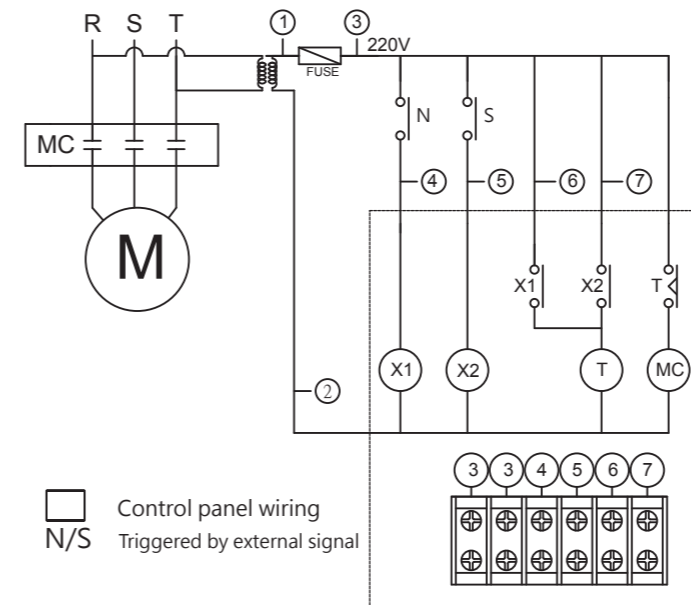 R S T
① ③
220V
FUSE
N S
MC
④ ⑤ ⑥ ⑦
M
X1 X2 T
X1 X2 T MC
②
③ ③ ④ ⑤ ⑥ ⑦
Control panel wiring
N/S Triggered by external signal